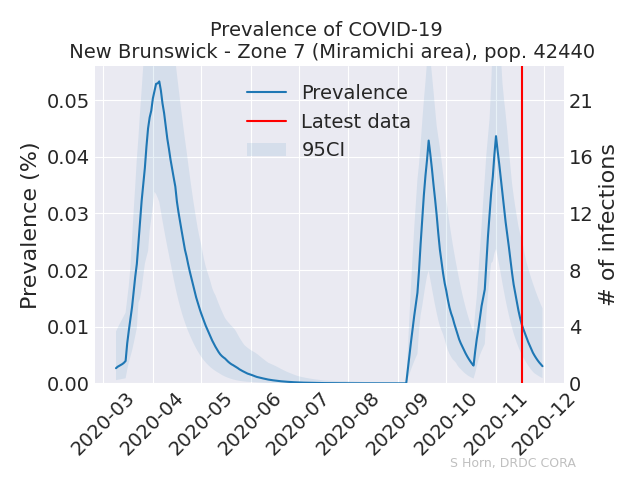 Prevalence of COVID-19
New Brunswick - Zone 7 (Miramichi area), pop. 42440
Prevalence
Latest data
95CI
Prevalence (%)
0.05
0.04
0.03
0.02
0.01
0.00
21
16
12
8
4
0
# of infections
2020-03
2020-04
2020-05
2020-06
2020-07
2020-08
2020-09
2020-10
2020-11
2020-12
S Horn, DRDC CORA